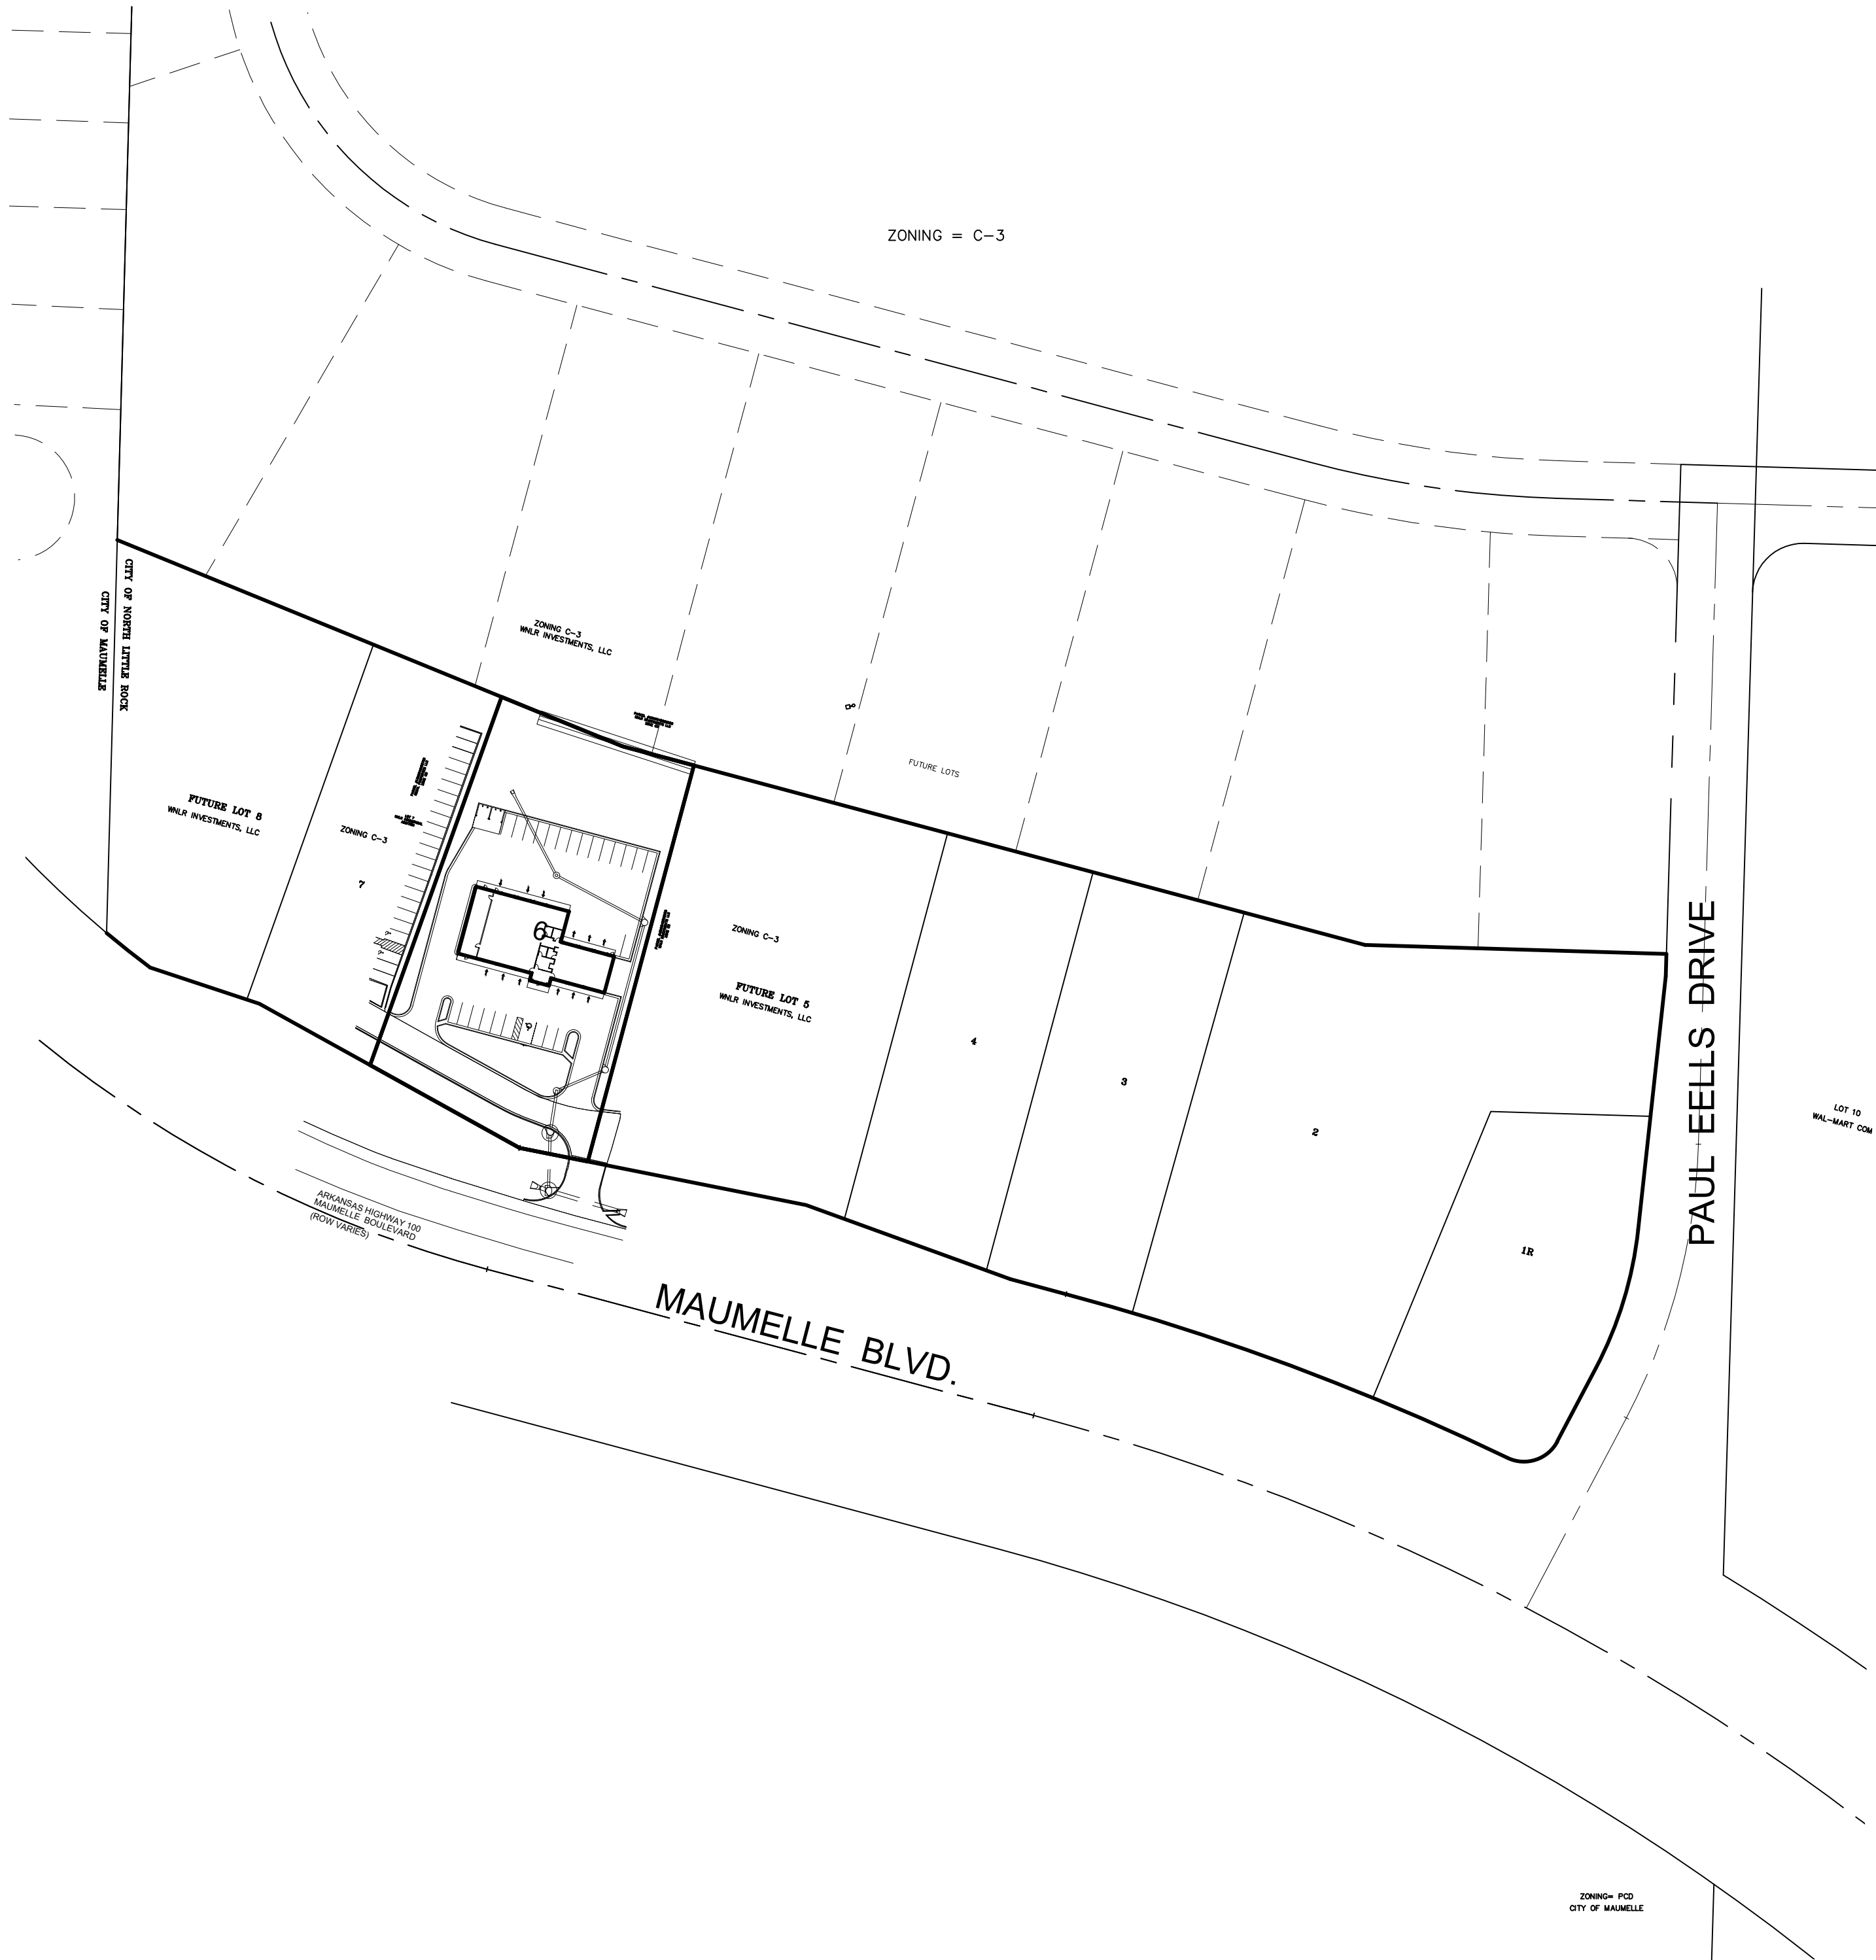 ZONING = C-3
CITY OF NORTH LITTLE ROCK
CITY OF MAUMELLE
ZONING C-3
WNLR INVESTMENTS, LLC
FUTURE LOTS
FUTURE LOT 8
WNLR INVESTMENTS, LLC
ZONING C-3
7
6
ZONING C-3
FUTURE LOT 5
WNLR INVESTMENTS, LLC
4
3
2
1R
PAUL EELLS DRIVE
LOT 10
WAL-MART COM
ARKANSAS HIGHWAY 100
MAUMELLE BOULEVARD
(ROW VARIES)
MAUMELLE BLVD.
ZONING= PCD
CITY OF MAUMELLE